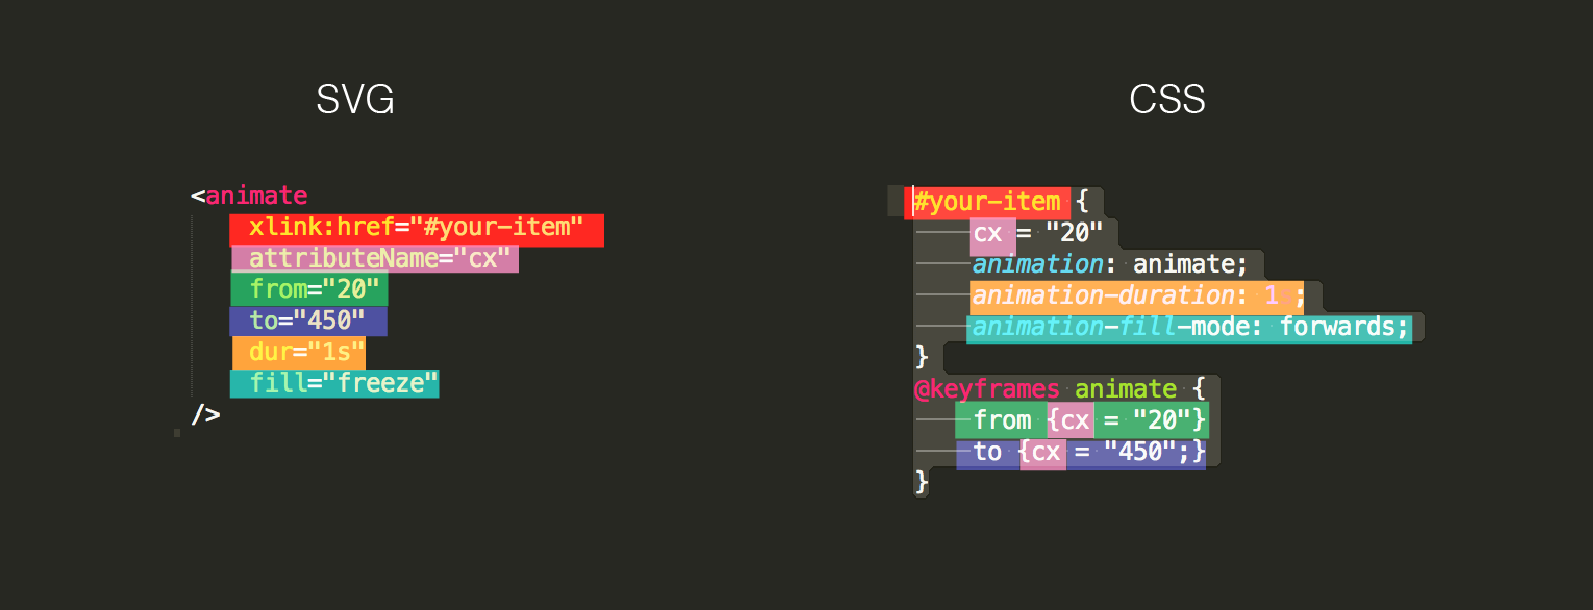 SVG
<animate
xlink:href="#your-item"
attributeName="cx"
from="20"
to="450"
dur="1s"
fill="freeze"
/>
CSS
#your-item {
cx = "20"
animation: animate;
animation-duration: 1s;
animation-fill-mode: forwards;
}
@keyframes animate {
from {cx = "20"}
to {cx = "450";}
}